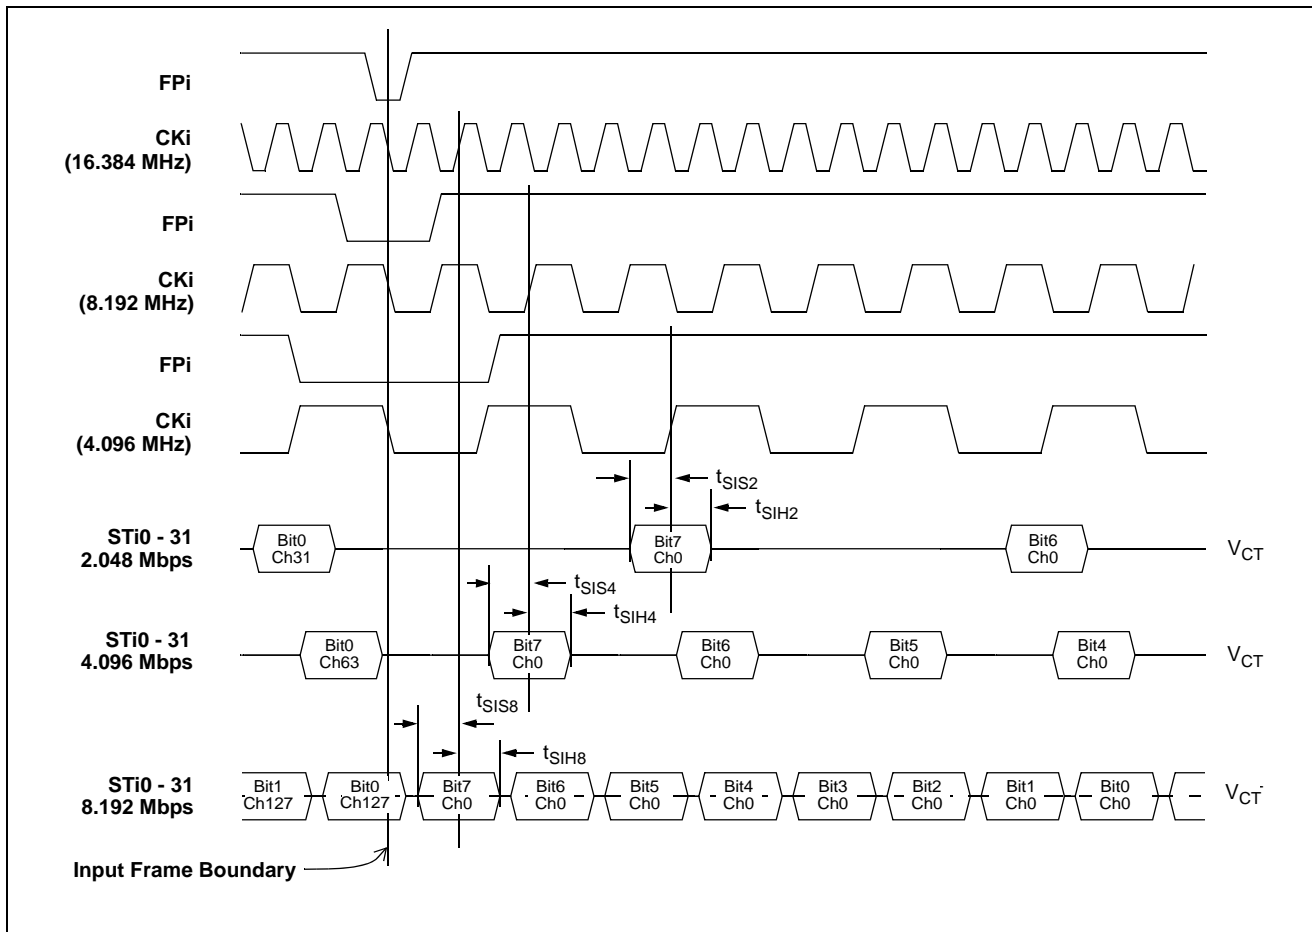 FPi
CKi
(16.384 MHz)
FPi
CKi
(8.192 MHz)
FPi
CKi
(4.096 MHz)
tSIS2
tSIH2
STi0 - 31
2.048 Mbps
Bit0
Ch31
Bit7
Ch0
Bit6
Ch0
VCT
tSIS4
tSIH4
STi0 - 31
4.096 Mbps
Bit0
Ch63
Bit7
Ch0
Bit6
Ch0
Bit5
Ch0
Bit4
Ch0
VCT
tSIS8
tSIH8
STi0 - 31
8.192 Mbps
Bit1
Ch127
Bit0
Ch127
Bit7
Ch0
Bit6
Ch0
Bit5
Ch0
Bit4
Ch0
Bit3
Ch0
Bit2
Ch0
Bit1
Ch0
Bit0
Ch0
VCT
Input Frame Boundary